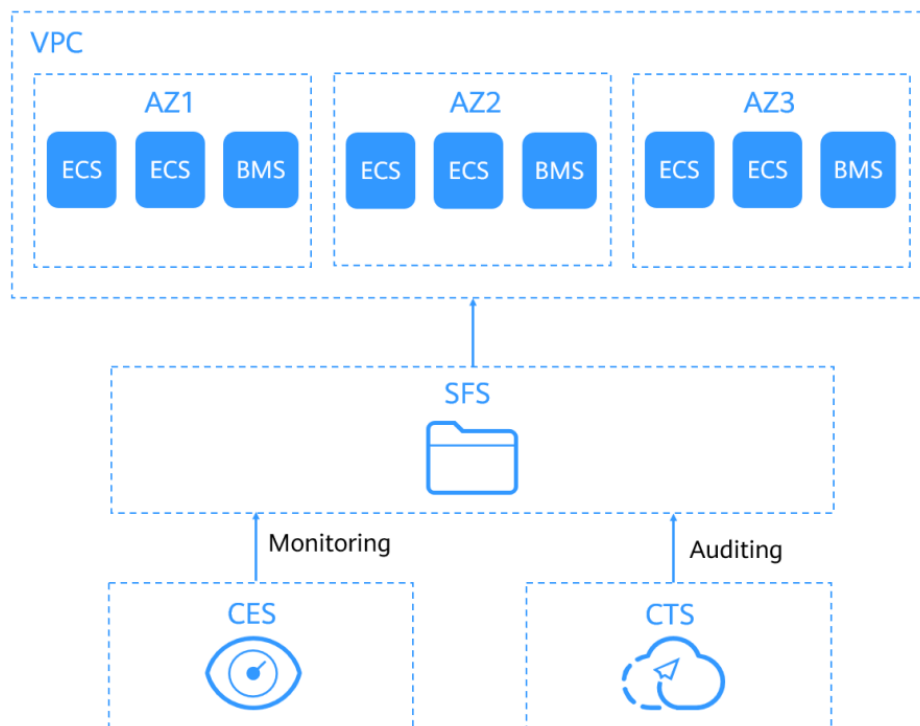 VPC
AZ1 AZ2 AZ3
ECS ECS BMS ECS ECS BMS ECS ECS BMS
SFS
Monitoring Auditing
CES CTS